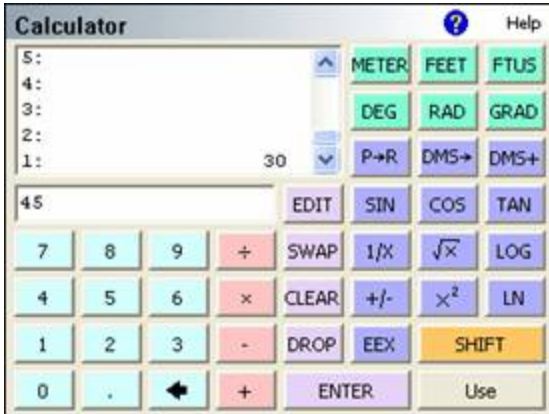 Calculator ? Help
5: METER FEET FTUS
4:
3: DEG RAD GRAD
2:
1: 30 P→R DMS→ DMS+
45 EDIT SIN COS TAN
7 8 9 ÷ SWAP 1/X √X LOG
4 5 6 × CLEAR +/- X² LN
1 2 3 - DROP EEX SHIFT
0 . + ENTER Use